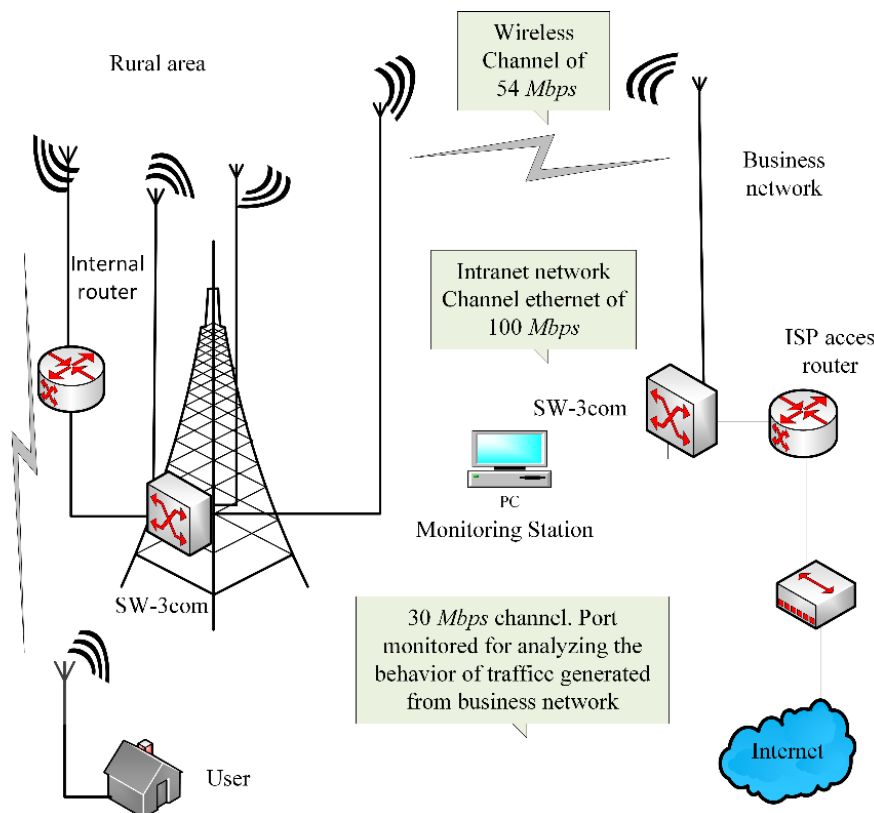 Rural area
Wireless
Channel of
54 Mbps
Business
nctwork
Internal
router
Intranet network
Channel ethernet of
100 Mbps
ISP acces
router
SW-3com
PC
Monitoring Station
SW-3com
30 Mbps channel. Port
monitored for analyzing the
behavior of trafficc gcncratcd
from business network
User
Internet